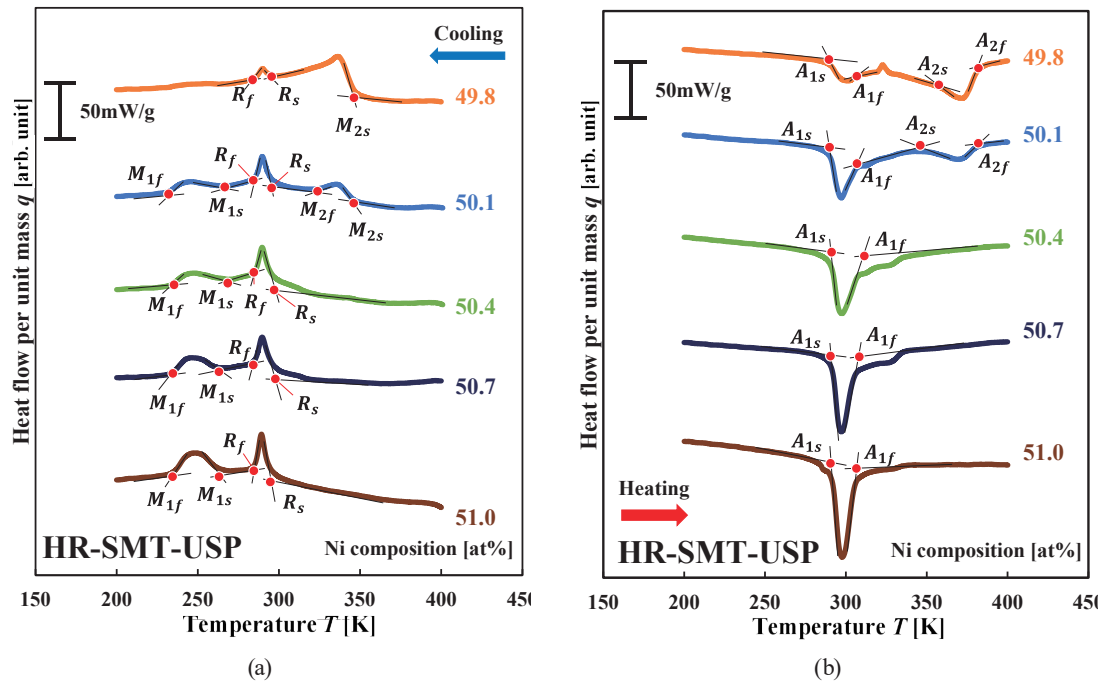 Cooling
50mW/g
R_f
R_s
M_2s
49.8
M_1f
M_1s
R_f
R_s
M_2f
M_2s
50.1
M_1f
M_1s
R_f
R_s
50.4
M_1f
M_1s
R_f
R_s
50.7
M_1f
M_1s
R_f
R_s
51.0
HR-SMT-USP
Ni composition [at%]
Heat flow per unit mass q [arb. unit]
150 200 250 300 350 400 450
Temperature T [K]
(a)
50mW/g
A_1s
A_1f
A_2s
A_2f
49.8
A_1s
A_1f
A_2s
A_2f
50.1
A_1s
A_1f
50.4
A_1s
A_1f
50.7
A_1s
A_1f
51.0
Heating
HR-SMT-USP
Ni composition [at%]
Heat flow per unit mass q [arb. unit]
150 200 250 300 350 400 450
Temperature T [K]
(b)